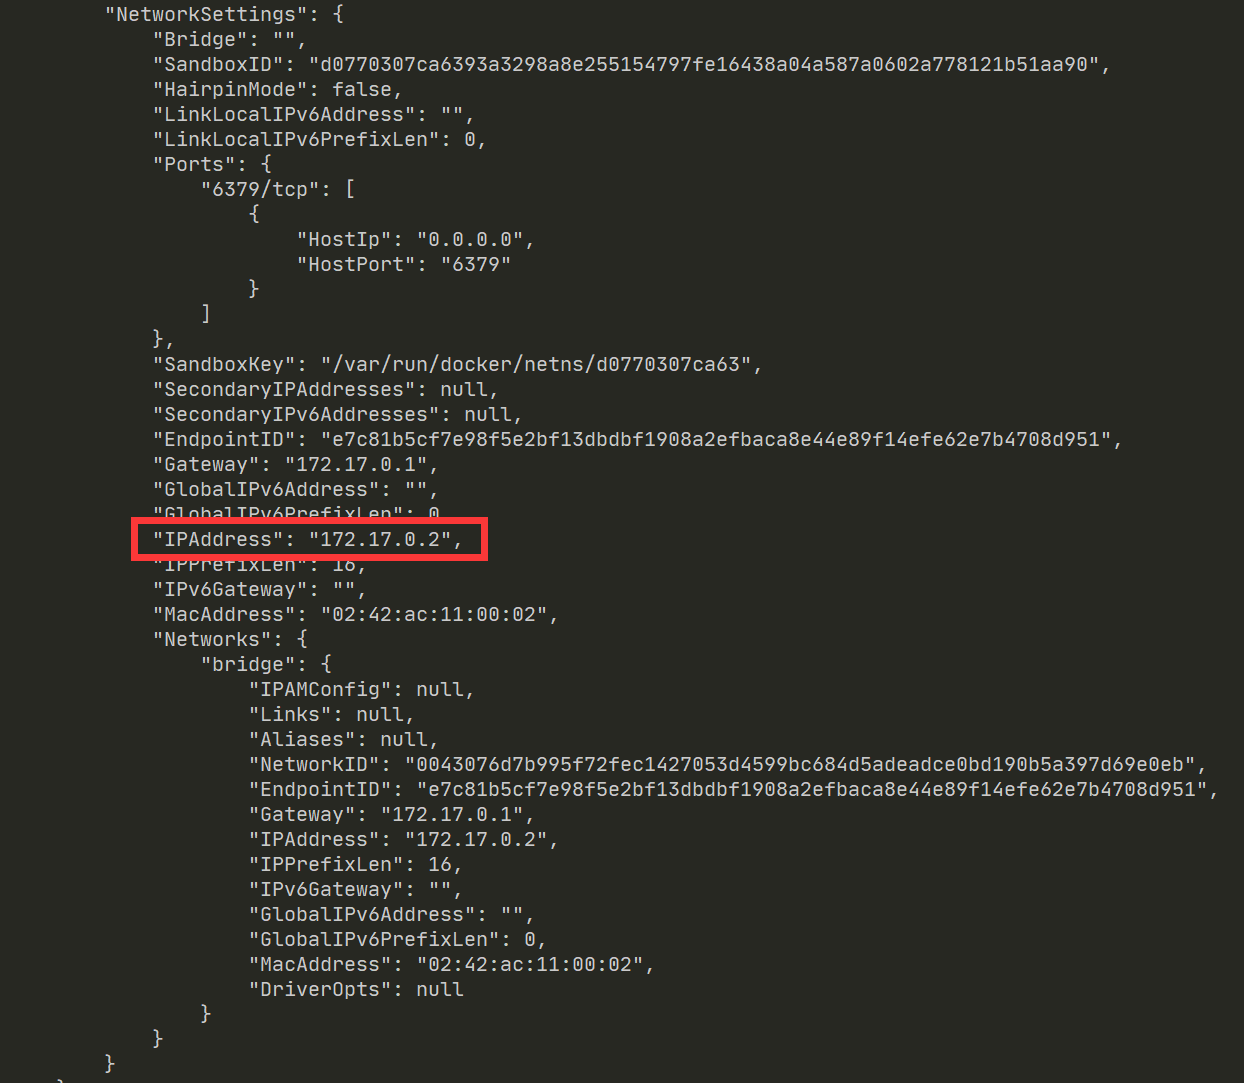 "NetworkSettings": {
"Bridge": "",
"SandboxID": "d0770307ca6393a3298a8e255154797fe16438a04a587a0602a778121b51aa90",
"HairpinMode": false,
"LinkLocalIPv6Address": "",
"LinkLocalIPv6PrefixLen": 0,
"Ports": {
"6379/tcp": [
{
"HostIp": "0.0.0.0",
"HostPort": "6379"
}
]
},
"SandboxKey": "/var/run/docker/netns/d0770307ca63",
"SecondaryIPAddresses": null,
"SecondaryIPv6Addresses": null,
"EndpointID": "e7c81b5cf7e98f5e2bf13dbdbf1908a2efbaca8e44e89f14efe62e7b4708d951",
"Gateway": "172.17.0.1",
"GlobalIPv6Address": "",
"GlobalIPv6PrefixLen": 0,
"IPAddress": "172.17.0.2",
"IPPrefixLen": 16,
"IPv6Gateway": "",
"MacAddress": "02:42:ac:11:00:02",
"Networks": {
"bridge": {
"IPAMConfig": null,
"Links": null,
"Aliases": null,
"NetworkID": "0043076d7b995f72fec1427053d4599bc684d5adeadce0bd190b5a397d69e0eb",
"EndpointID": "e7c81b5cf7e98f5e2bf13dbdbf1908a2efbaca8e44e89f14efe62e7b4708d951",
"Gateway": "172.17.0.1",
"IPAddress": "172.17.0.2",
"IPPrefixLen": 16,
"IPv6Gateway": "",
"GlobalIPv6Address": "",
"GlobalIPv6PrefixLen": 0,
"MacAddress": "02:42:ac:11:00:02",
"DriverOpts": null
}
}
}